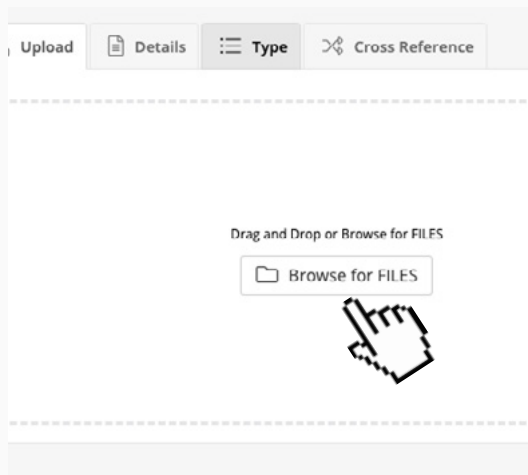 Upload Details Type Cross Reference
Drag and Drop or Browse for FILES
Browse for FILES